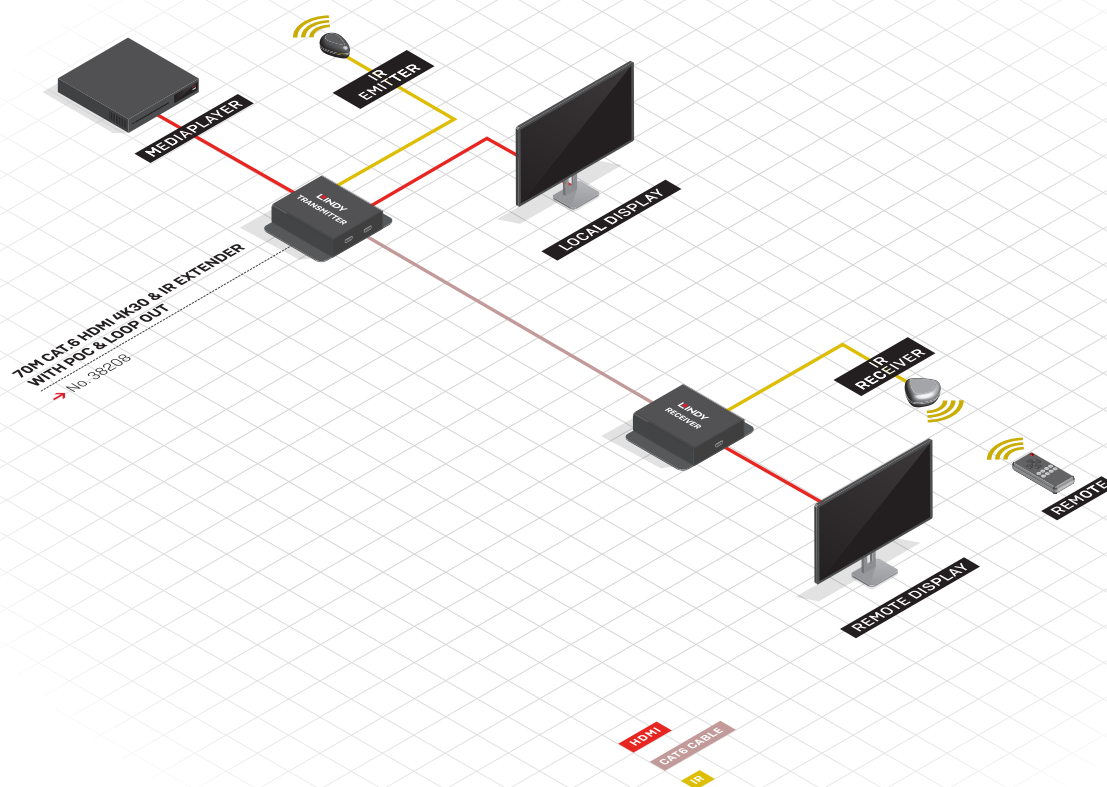 IR
EMITTER
MEDIAPLAYER
LINDY
TRANSMITTER
LOCAL DISPLAY
70M CAT.6 HDMI 4K30 & IR EXTENDER
WITH POC & LOOP OUT
No. 38208
IR
RECEIVER
LINDY
RECEIVER
REMOTE
REMOTE DISPLAY
HDMI
CAT6 CABLE
IR